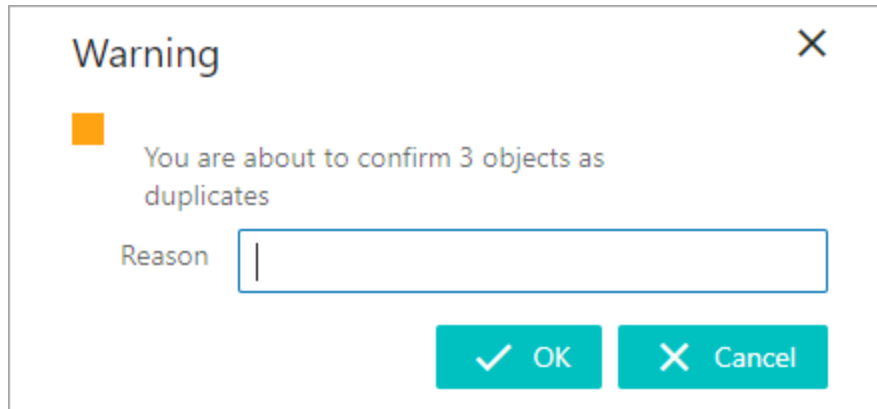 Warning
You are about to confirm 3 objects as
duplicates
Reason
OK
Cancel